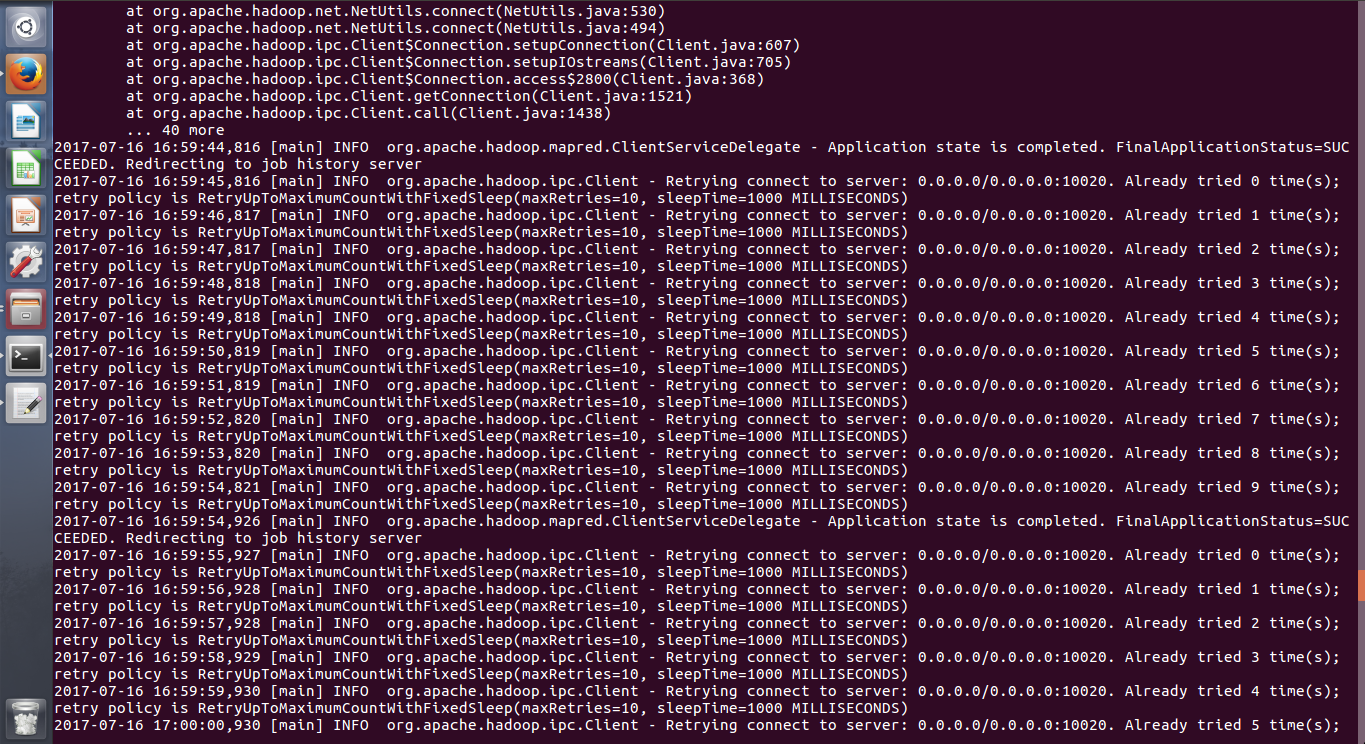 at org.apache.hadoop.net.NetUtils.connect(NetUtils.java:530)
at org.apache.hadoop.net.NetUtils.connect(NetUtils.java:494)
at org.apache.hadoop.ipc.Client$Connection.setupConnection(Client.java:607)
at org.apache.hadoop.ipc.Client$Connection.setupIOstreams(Client.java:705)
at org.apache.hadoop.ipc.Client$Connection.access$2800(Client.java:368)
at org.apache.hadoop.ipc.Client.getConnection(Client.java:1521)
at org.apache.hadoop.ipc.Client.call(Client.java:1438)
... 40 more
2017-07-16 16:59:44,816 [main] INFO  org.apache.hadoop.mapred.ClientServiceDelegate - Application state is completed. FinalApplicationStatus=SUC
CEEDED. Redirecting to job history server
2017-07-16 16:59:45,816 [main] INFO  org.apache.hadoop.ipc.Client - Retrying connect to server: 0.0.0.0/0.0.0.0:10020. Already tried 0 time(s);
retry policy is RetryUpToMaximumCountWithFixedSleep(maxRetries=10, sleepTime=1000 MILLISECONDS)
2017-07-16 16:59:46,817 [main] INFO  org.apache.hadoop.ipc.Client - Retrying connect to server: 0.0.0.0/0.0.0.0:10020. Already tried 1 time(s);
retry policy is RetryUpToMaximumCountWithFixedSleep(maxRetries=10, sleepTime=1000 MILLISECONDS)
2017-07-16 16:59:47,817 [main] INFO  org.apache.hadoop.ipc.Client - Retrying connect to server: 0.0.0.0/0.0.0.0:10020. Already tried 2 time(s);
retry policy is RetryUpToMaximumCountWithFixedSleep(maxRetries=10, sleepTime=1000 MILLISECONDS)
2017-07-16 16:59:48,818 [main] INFO  org.apache.hadoop.ipc.Client - Retrying connect to server: 0.0.0.0/0.0.0.0:10020. Already tried 3 time(s);
retry policy is RetryUpToMaximumCountWithFixedSleep(maxRetries=10, sleepTime=1000 MILLISECONDS)
2017-07-16 16:59:49,818 [main] INFO  org.apache.hadoop.ipc.Client - Retrying connect to server: 0.0.0.0/0.0.0.0:10020. Already tried 4 time(s);
retry policy is RetryUpToMaximumCountWithFixedSleep(maxRetries=10, sleepTime=1000 MILLISECONDS)
2017-07-16 16:59:50,819 [main] INFO  org.apache.hadoop.ipc.Client - Retrying connect to server: 0.0.0.0/0.0.0.0:10020. Already tried 5 time(s);
retry policy is RetryUpToMaximumCountWithFixedSleep(maxRetries=10, sleepTime=1000 MILLISECONDS)
2017-07-16 16:59:51,819 [main] INFO  org.apache.hadoop.ipc.Client - Retrying connect to server: 0.0.0.0/0.0.0.0:10020. Already tried 6 time(s);
retry policy is RetryUpToMaximumCountWithFixedSleep(maxRetries=10, sleepTime=1000 MILLISECONDS)
2017-07-16 16:59:52,820 [main] INFO  org.apache.hadoop.ipc.Client - Retrying connect to server: 0.0.0.0/0.0.0.0:10020. Already tried 7 time(s);
retry policy is RetryUpToMaximumCountWithFixedSleep(maxRetries=10, sleepTime=1000 MILLISECONDS)
2017-07-16 16:59:53,820 [main] INFO  org.apache.hadoop.ipc.Client - Retrying connect to server: 0.0.0.0/0.0.0.0:10020. Already tried 8 time(s);
retry policy is RetryUpToMaximumCountWithFixedSleep(maxRetries=10, sleepTime=1000 MILLISECONDS)
2017-07-16 16:59:54,821 [main] INFO  org.apache.hadoop.ipc.Client - Retrying connect to server: 0.0.0.0/0.0.0.0:10020. Already tried 9 time(s);
retry policy is RetryUpToMaximumCountWithFixedSleep(maxRetries=10, sleepTime=1000 MILLISECONDS)
2017-07-16 16:59:54,926 [main] INFO  org.apache.hadoop.mapred.ClientServiceDelegate - Application state is completed. FinalApplicationStatus=SUC
CEEDED. Redirecting to job history server
2017-07-16 16:59:55,927 [main] INFO  org.apache.hadoop.ipc.Client - Retrying connect to server: 0.0.0.0/0.0.0.0:10020. Already tried 0 time(s);
retry policy is RetryUpToMaximumCountWithFixedSleep(maxRetries=10, sleepTime=1000 MILLISECONDS)
2017-07-16 16:59:56,928 [main] INFO  org.apache.hadoop.ipc.Client - Retrying connect to server: 0.0.0.0/0.0.0.0:10020. Already tried 1 time(s);
retry policy is RetryUpToMaximumCountWithFixedSleep(maxRetries=10, sleepTime=1000 MILLISECONDS)
2017-07-16 16:59:57,928 [main] INFO  org.apache.hadoop.ipc.Client - Retrying connect to server: 0.0.0.0/0.0.0.0:10020. Already tried 2 time(s);
retry policy is RetryUpToMaximumCountWithFixedSleep(maxRetries=10, sleepTime=1000 MILLISECONDS)
2017-07-16 16:59:58,929 [main] INFO  org.apache.hadoop.ipc.Client - Retrying connect to server: 0.0.0.0/0.0.0.0:10020. Already tried 3 time(s);
retry policy is RetryUpToMaximumCountWithFixedSleep(maxRetries=10, sleepTime=1000 MILLISECONDS)
2017-07-16 16:59:59,930 [main] INFO  org.apache.hadoop.ipc.Client - Retrying connect to server: 0.0.0.0/0.0.0.0:10020. Already tried 4 time(s);
retry policy is RetryUpToMaximumCountWithFixedSleep(maxRetries=10, sleepTime=1000 MILLISECONDS)
2017-07-16 17:00:00,930 [main] INFO  org.apache.hadoop.ipc.Client - Retrying connect to server: 0.0.0.0/0.0.0.0:10020. Already tried 5 time(s);